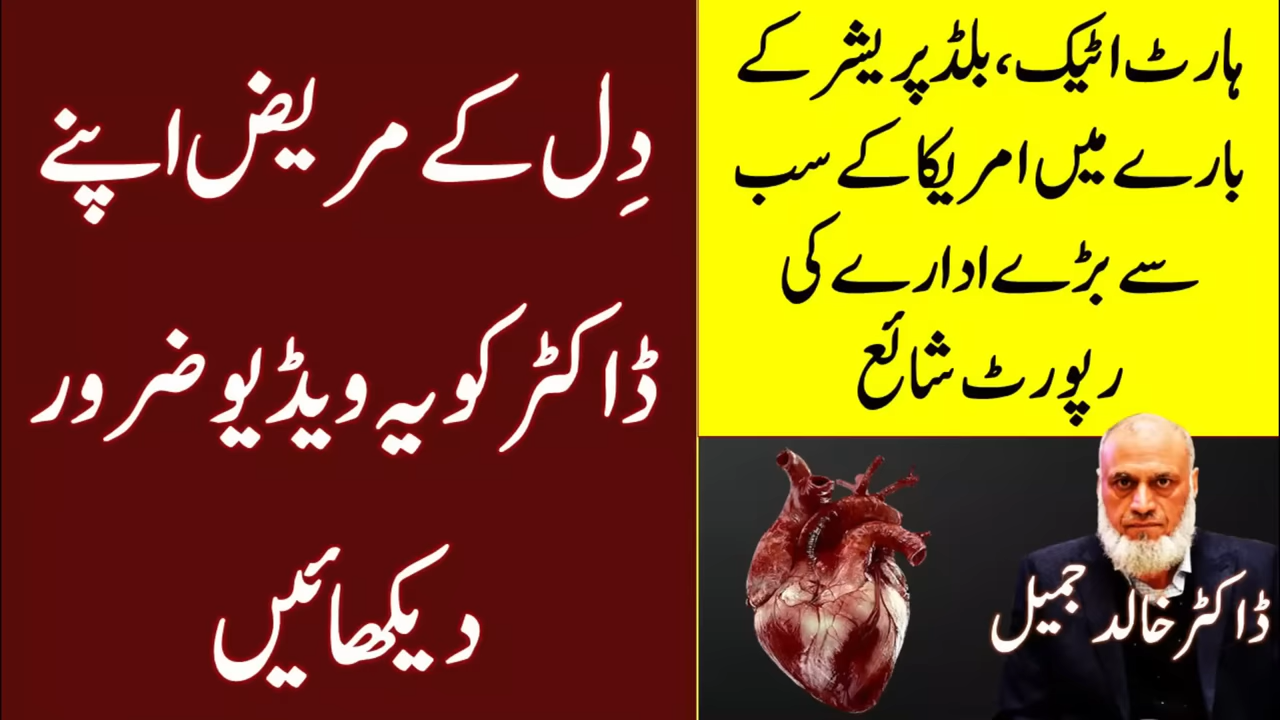 ہارٹ اٹیک، بلڈ پریشر کے
بارے میں امریکا کے سب
سے بڑے ادارے کی
رپورٹ شائع
دِل کے مریض اپنے
ڈاکٹر کو یہ ویڈیو ضرور
دیکھائیں
ڈاکٹر خالد جمیل